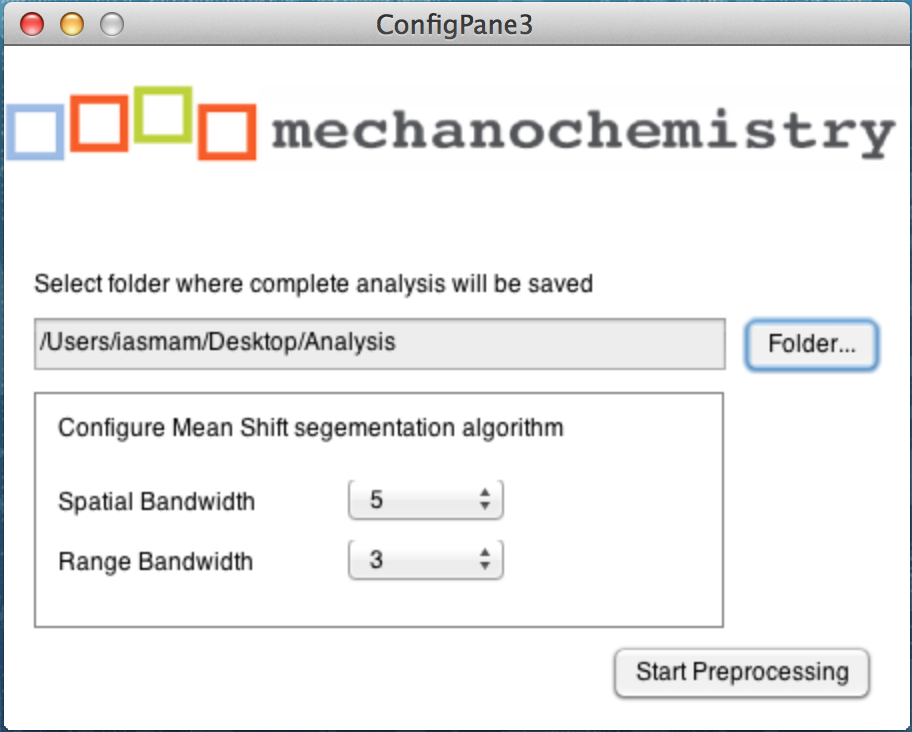 ConfigPane3
mechanochemistry
Select folder where complete analysis will be saved
/Users/iasmam/Desktop/Analysis
Folder...
Configure Mean Shift segementation algorithm
Spatial Bandwidth 5
Range Bandwidth 3
Start Preprocessing